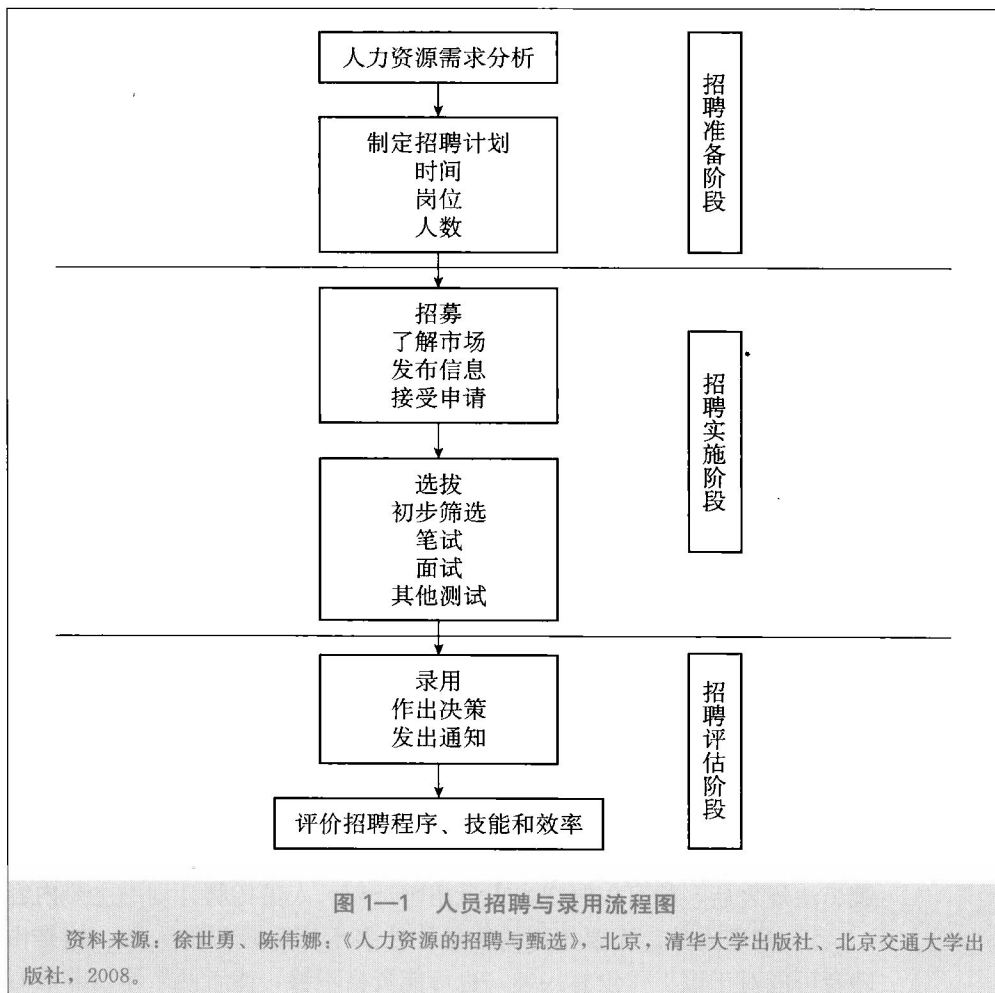 人力资源需求分析
制定招聘计划
时间
岗位
人数
招聘准备阶段
招募
了解市场
发布信息
接受申请
选拔
初步筛选
笔试
面试
其他测试
招聘实施阶段
录用
作出决策
发出通知
评价招聘程序、技能和效率
招聘评估阶段
图1—1 人员招聘与录用流程图
资料来源：徐世勇、陈伟娜：《人力资源的招聘与甄选》，北京，清华大学出版社、北京交通大学出
版社，2008。